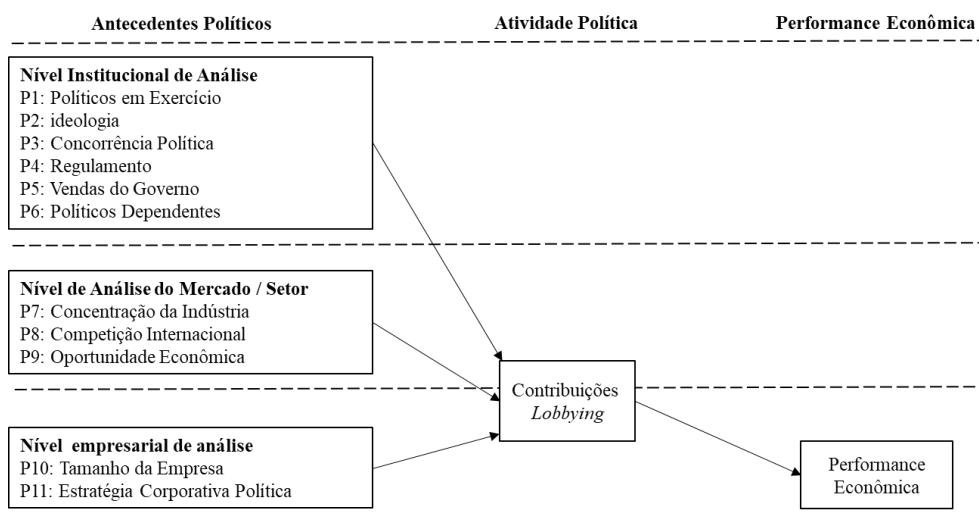 Antecedentes Políticos
Atividade Política
Performance Econômica
Nível Institucional de Análise
P1: Políticos em Exercício
P2: ideologia
P3: Concorrência Política
P4: Regulamento
P5: Vendas do Governo
P6: Políticos Dependentes
Nível de Análise do Mercado / Setor
P7: Concentração da Indústria
P8: Competição Internacional
P9: Oportunidade Econômica
Contribuições
Lobbying
Nível empresarial de análise
P10: Tamanho da Empresa
P11: Estratégia Corporativa Política
Performance
Econômica